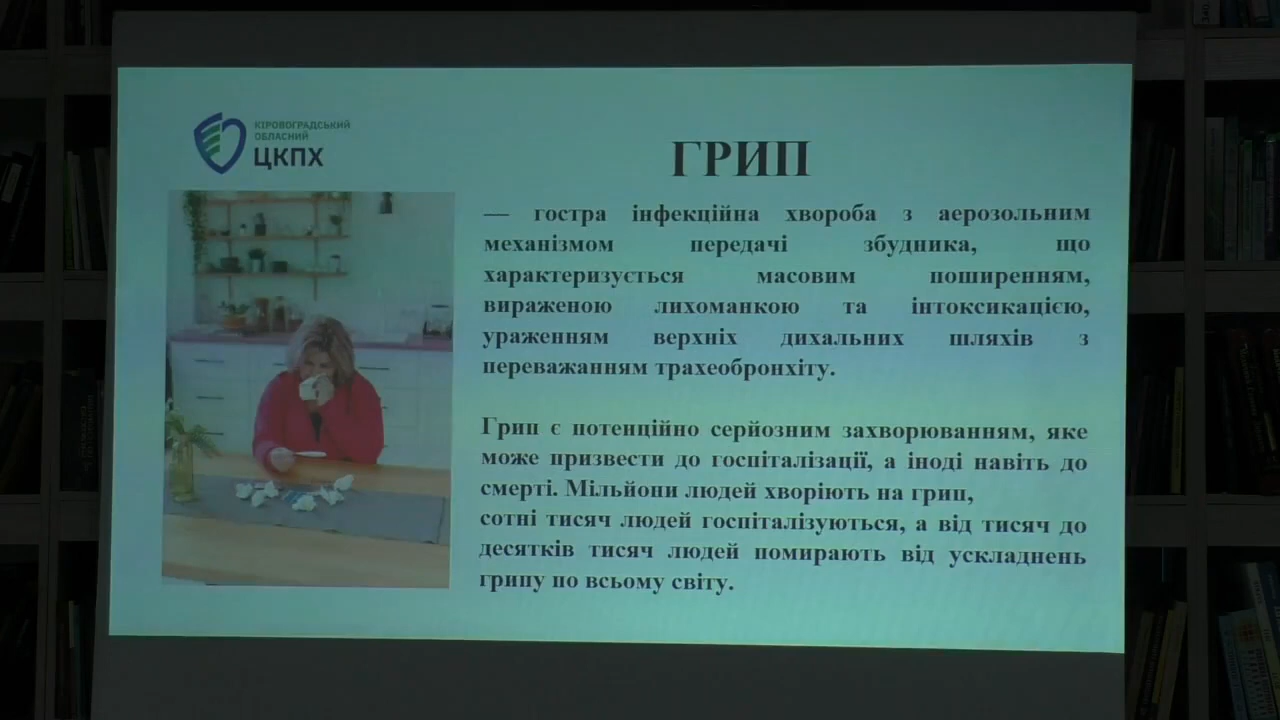 КІРОВОГРАДСЬКИЙ
ОБЛАСНИЙ
ЦКПХ
ГРИП
— гостра інфекційна хвороба з аерозольним
механізмом передачі збудника, що
характеризується масовим поширенням,
вираженою лихоманкою та інтоксикацією,
ураженням верхніх дихальних шляхів з
переважанням трахеобронхіту.
Грип є потенційно серйозним захворюванням, яке
може призвести до госпіталізації, а іноді навіть до
смерті. Мільйони людей хворіють на грип,
сотні тисяч людей госпіталізуються, а від тисяч до
десятків тисяч людей помирають від ускладнень
грипу по всьому світу.